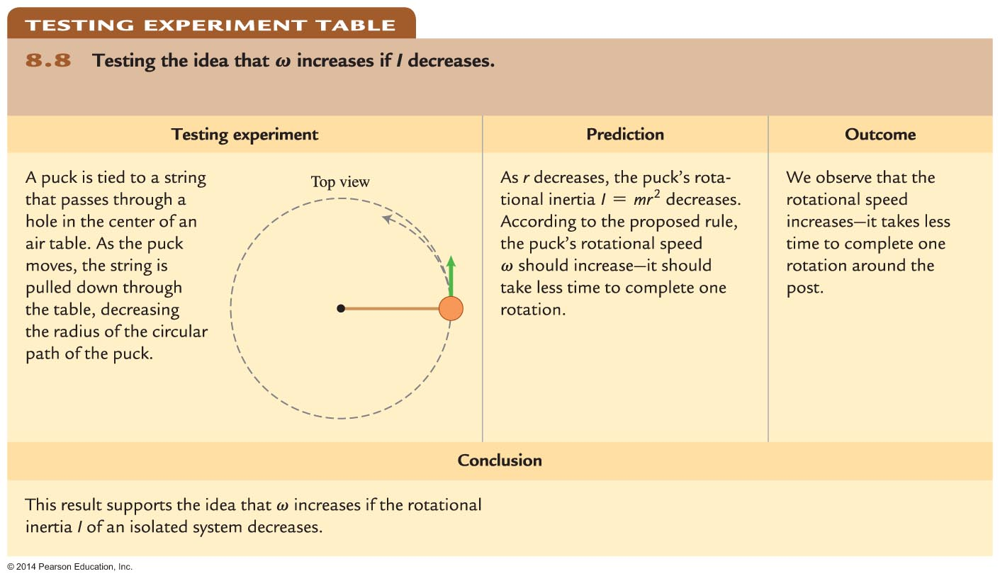 TESTING EXPERIMENT TABLE
8.8 Testing the idea that ω increases if I decreases.
Testing experiment
A puck is tied to a string
that passes through a
hole in the center of an
air table. As the puck
moves, the string is
pulled down through
the table, decreasing
the radius of the circular
path of the puck.
Top view
Prediction
As r decreases, the puck's rota-
tional inertia I = mr² decreases.
According to the proposed rule,
the puck's rotational speed
ω should increase—it should
take less time to complete one
rotation.
Outcome
We observe that the
rotational speed
increases—it takes less
time to complete one
rotation around the
post.
Conclusion
This result supports the idea that ω increases if the rotational
inertia I of an isolated system decreases.
© 2014 Pearson Education, Inc.